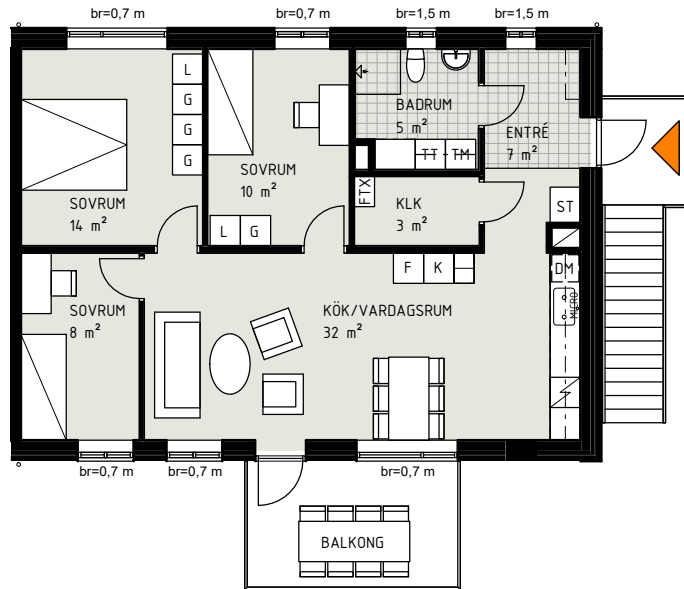 br=0,7 m
br=0,7 m
br=1,5 m
br=1,5 m
L
G
G
G
SOVRUM
14 m²
SOVRUM
10 m²
L
G
BADRUM
5 m²
TT
TM
ENTRÉ
7 m²
FTX
KLK
3 m²
ST
F
K
DM
MICRO
SOVRUM
8 m²
KÖK/VARDAGSRUM
32 m²
br=0,7 m
br=0,7 m
br=0,7 m
BALKONG